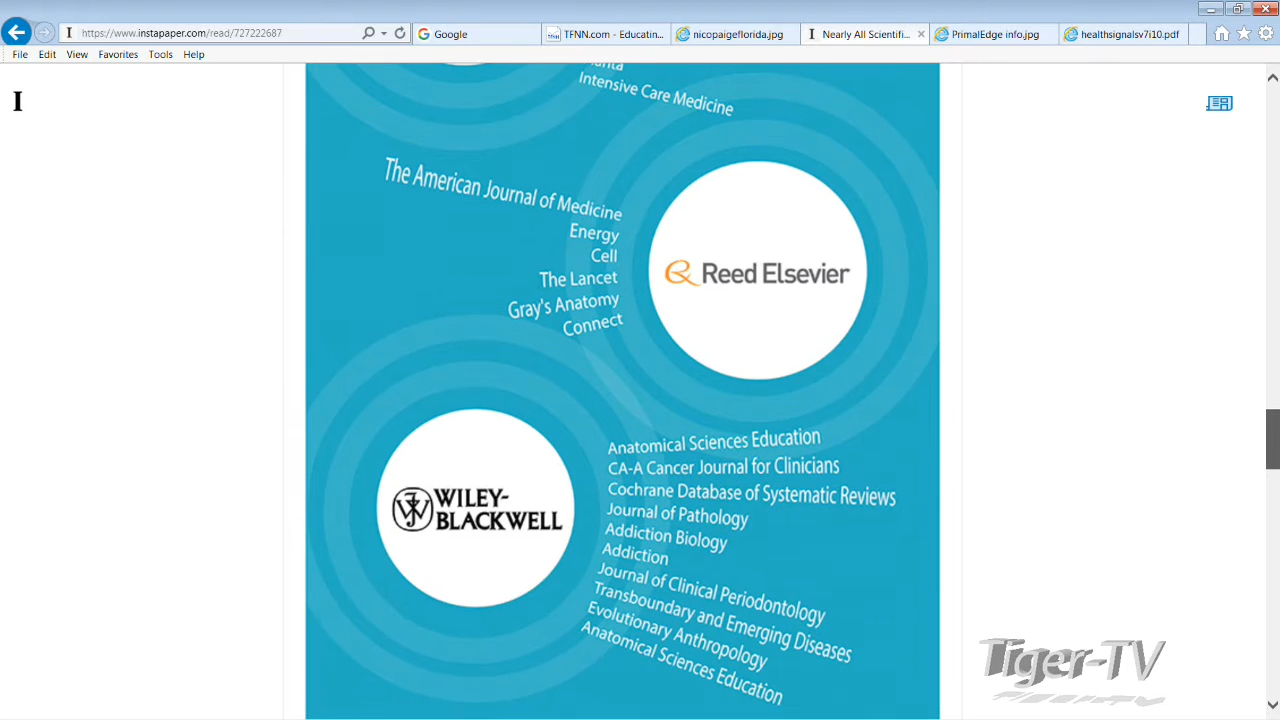 https://www.instapaper.com/read/727222687
Google
TFNN.com - Educatin...
nicopaigeflorida.jpg
Nearly All Scientifi...
PrimalEdge info.jpg
healthsignalsv7i10.pdf
File Edit View Favorites Tools Help
I
Intensive Care Medicine
The American Journal of Medicine
Energy
Cell
The Lancet
Gray's Anatomy
Connect
Reed Elsevier
WILEY-
BLACKWELL
Anatomical Sciences Education
CA-A Cancer Journal for Clinicians
Cochrane Database of Systematic Reviews
Journal of Pathology
Addiction Biology
Addiction
Journal of Clinical Periodontology
Transboundary and Emerging Diseases
Evolutionary Anthropology
Anatomical Sciences Education
Tiger-TV